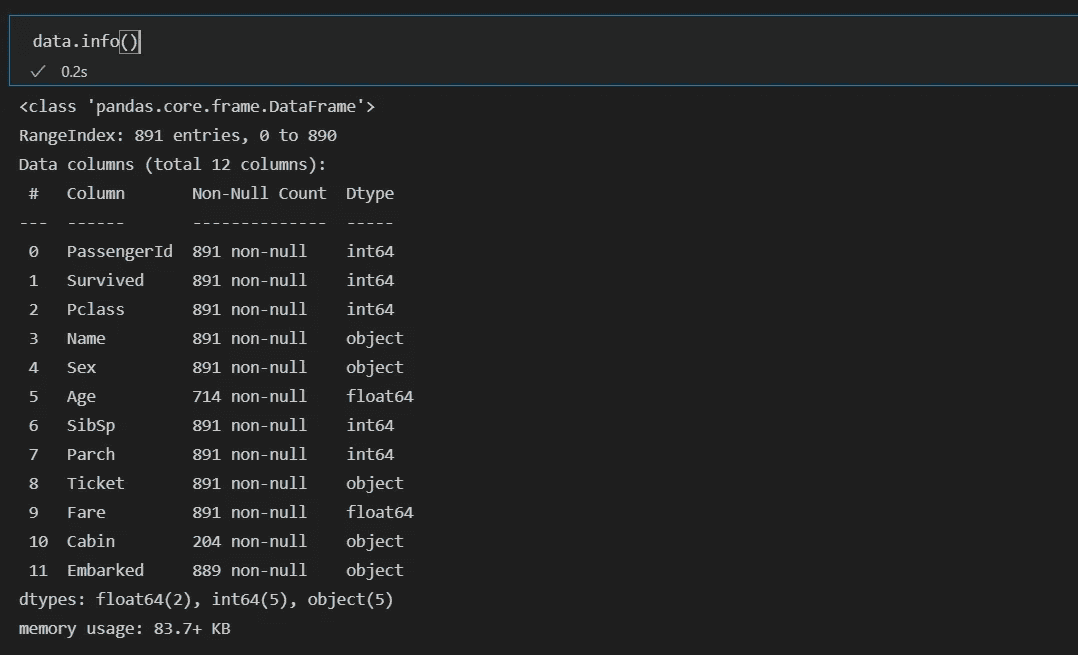 data.info()
✓ 0.2s
<class 'pandas.core.frame.DataFrame'>
RangeIndex: 891 entries, 0 to 890
Data columns (total 12 columns):
 #   Column       Non-Null Count  Dtype
---  ------       --------------  -----
 0   PassengerId  891 non-null    int64
 1   Survived     891 non-null    int64
 2   Pclass       891 non-null    int64
 3   Name         891 non-null    object
 4   Sex          891 non-null    object
 5   Age          714 non-null    float64
 6   SibSp        891 non-null    int64
 7   Parch        891 non-null    int64
 8   Ticket       891 non-null    object
 9   Fare         891 non-null    float64
 10  Cabin        204 non-null    object
 11  Embarked     889 non-null    object
dtypes: float64(2), int64(5), object(5)
memory usage: 83.7+ KB